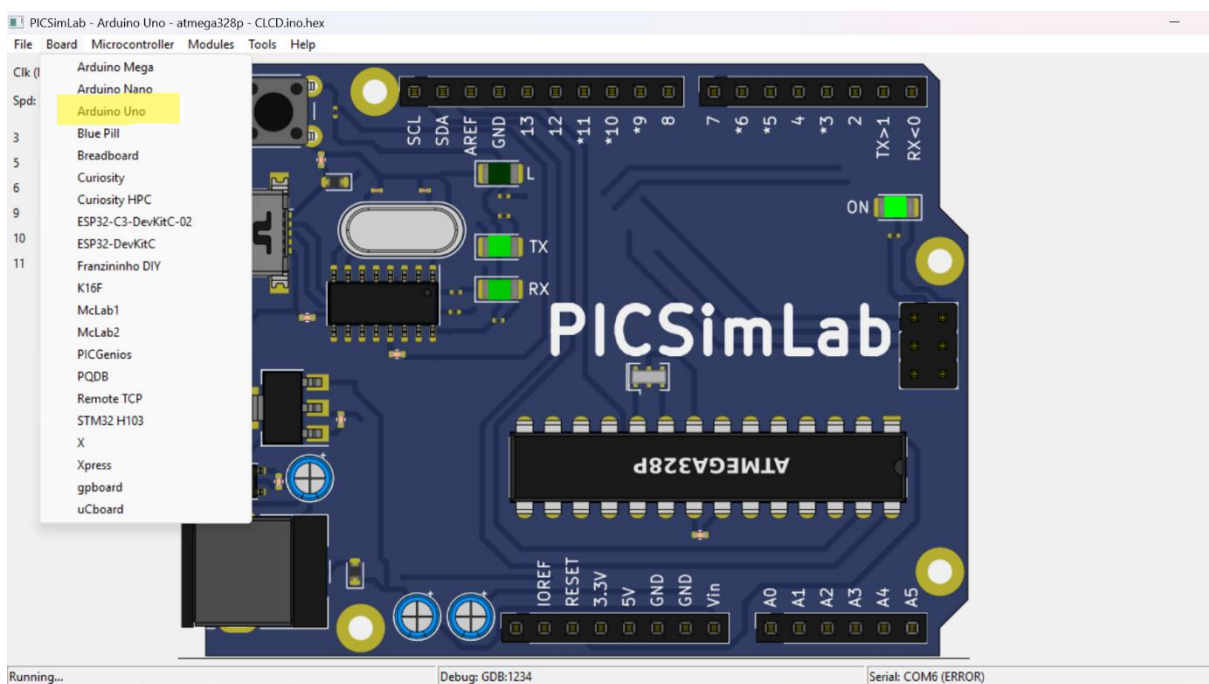 PICSimLab - Arduino Uno - atmega328p - CLCD.ino.hex
File Board Microcontroller Modules Tools Help
Clk (
Spd:
3
5
6
9
10
11
Arduino Mega
Arduino Nano
Arduino Uno
Blue Pill
Breadboard
Curiosity
Curiosity HPC
ESP32-C3-DevKitC-02
ESP32-DevKitC
Franzininho DIY
K16F
McLab1
McLab2
PICGenios
PQDB
Remote TCP
STM32 H103
X
Xpress
gpboard
uCboard
SCL SDA AREF GND 13 12 *11 *10 *9 8 7 *6 *5 4 *3 2 TX>1 RX<0
L
ON
TX
RX
PICSimLab
ATMEGA328P
IOREF RESET 3.3V 5V GND GND Vin A0 A1 A2 A3 A4 A5
Running... Debug: GDB:1234 Serial: COM6 (ERROR)